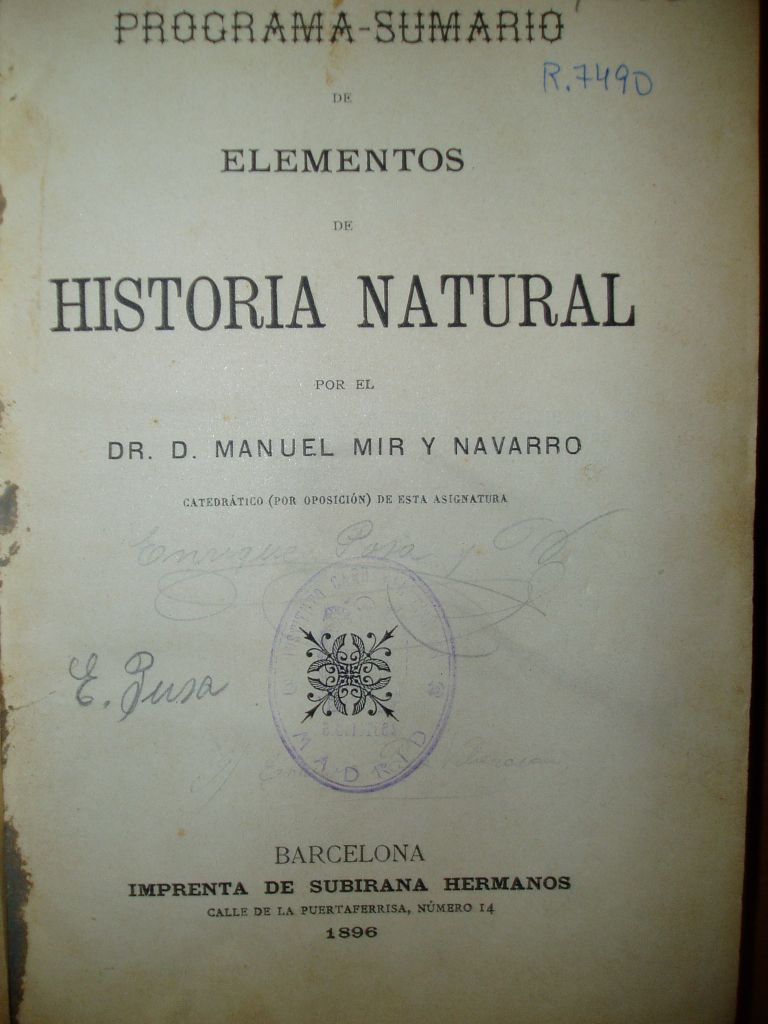 PROGRAMA-SUMARIO
R.7490
DE
ELEMENTOS
DE
HISTORIA NATURAL
POR EL
DR. D. MANUEL MIR Y NAVARRO
CATEDRÁTICO (POR OPOSICIÓN) DE ESTA ASIGNATURA
Enrique
E.
MADRID
BARCELONA
IMPRENTA DE SUBIRANA HERMANOS
CALLE DE LA PUERTAFERRISA, NÚMERO 14
1896